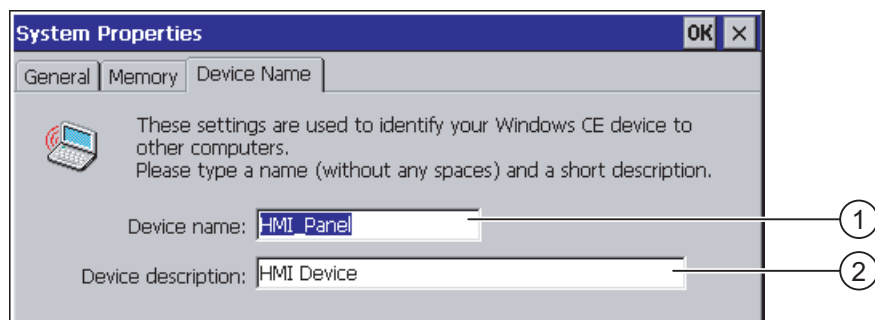 System Properties OK ×
General Memory Device Name
These settings are used to identify your Windows CE device to
other computers.
Please type a name (without any spaces) and a short description.
Device name: HMI_Panel 1
Device description: HMI Device 2